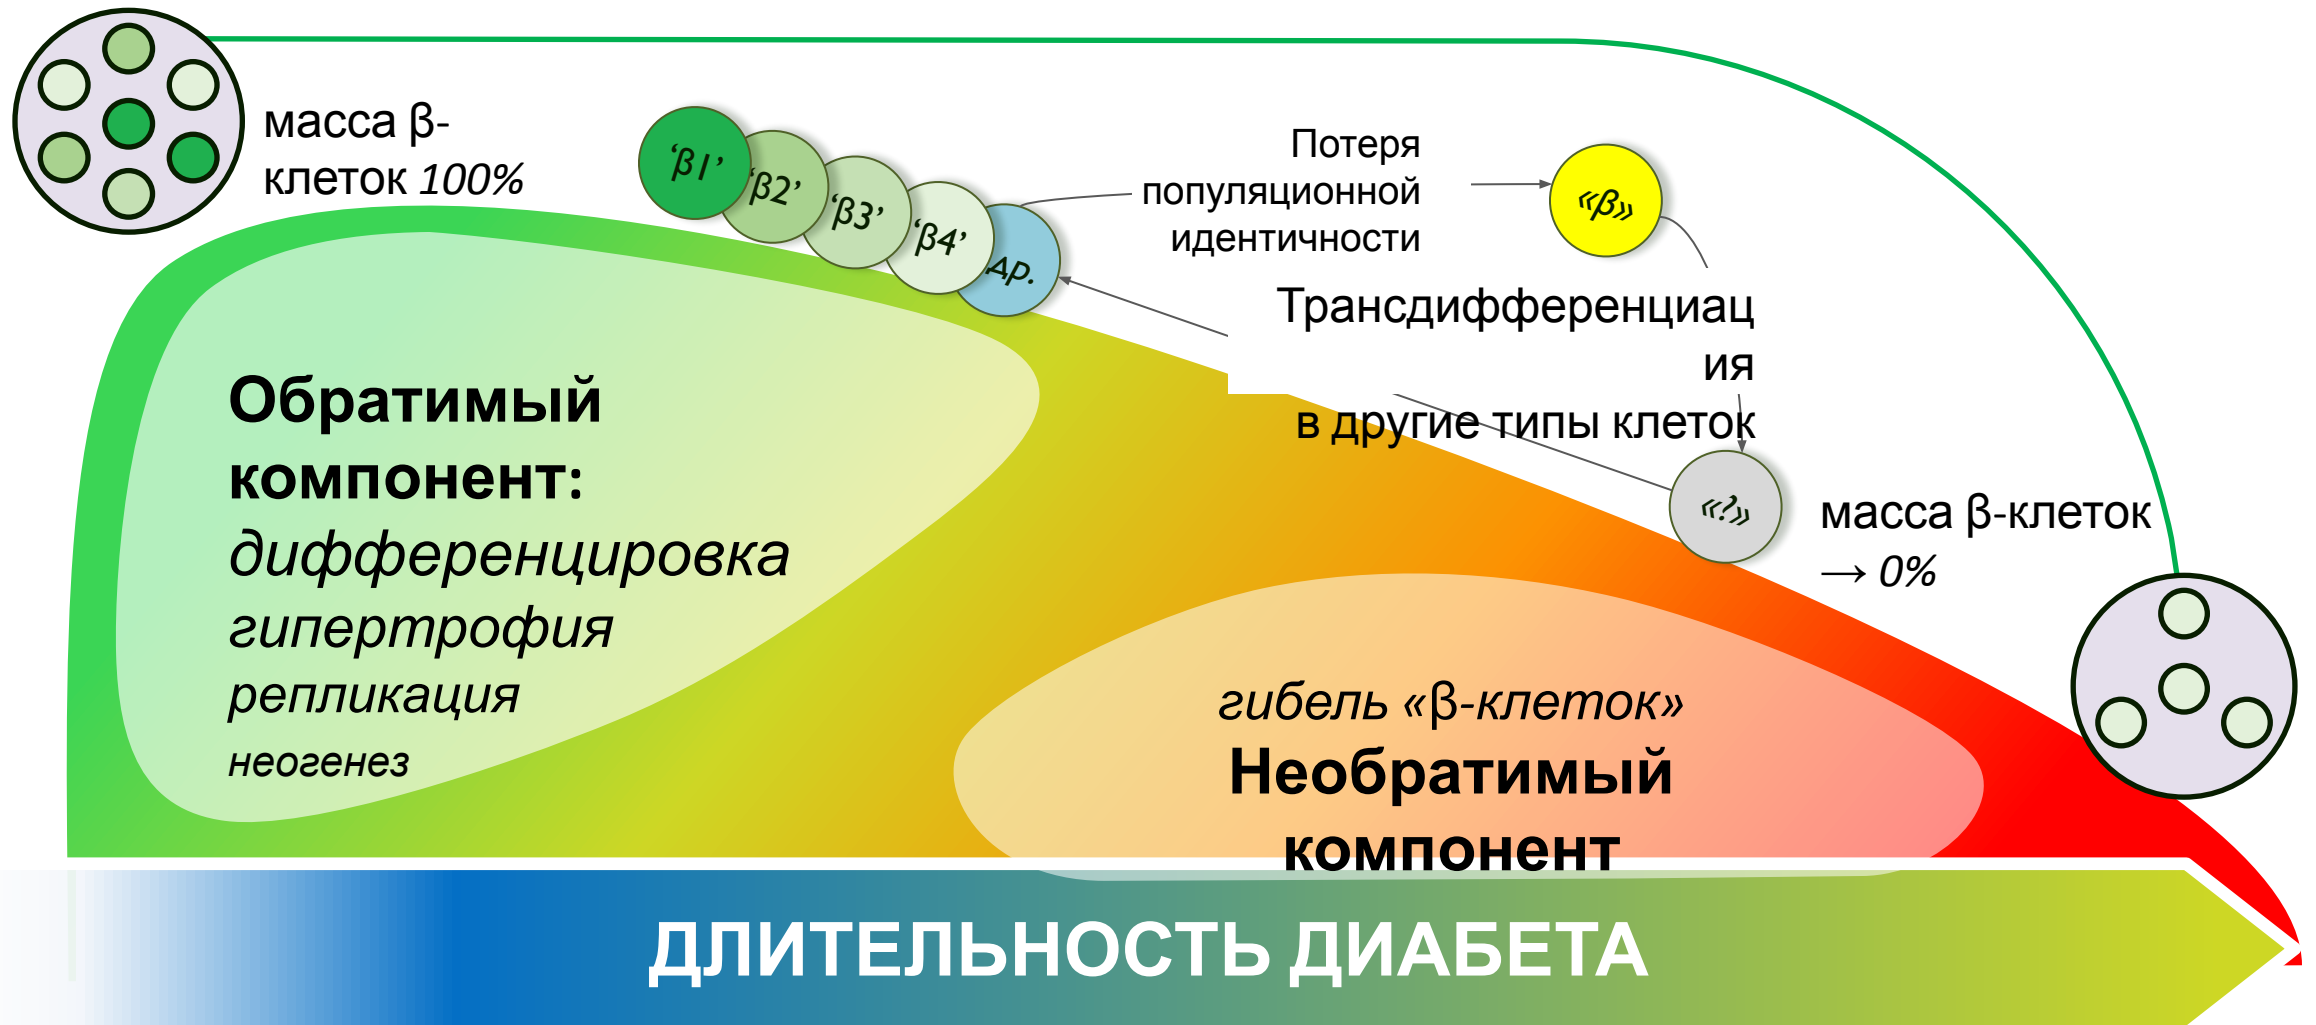 масса β-
клеток 100%
‘β1’
‘β2’
‘β3’
‘β4’
др.
Потеря
популяционной
идентичности
«β»
Трансдифференциац
ия
в другие типы клеток
«?»
масса β-клеток
→ 0%
Обратимый
компонент:
дифференцировка
гипертрофия
репликация
неогенез
гибель «β-клеток»
Необратимый
компонент
ДЛИТЕЛЬНОСТЬ ДИАБЕТА